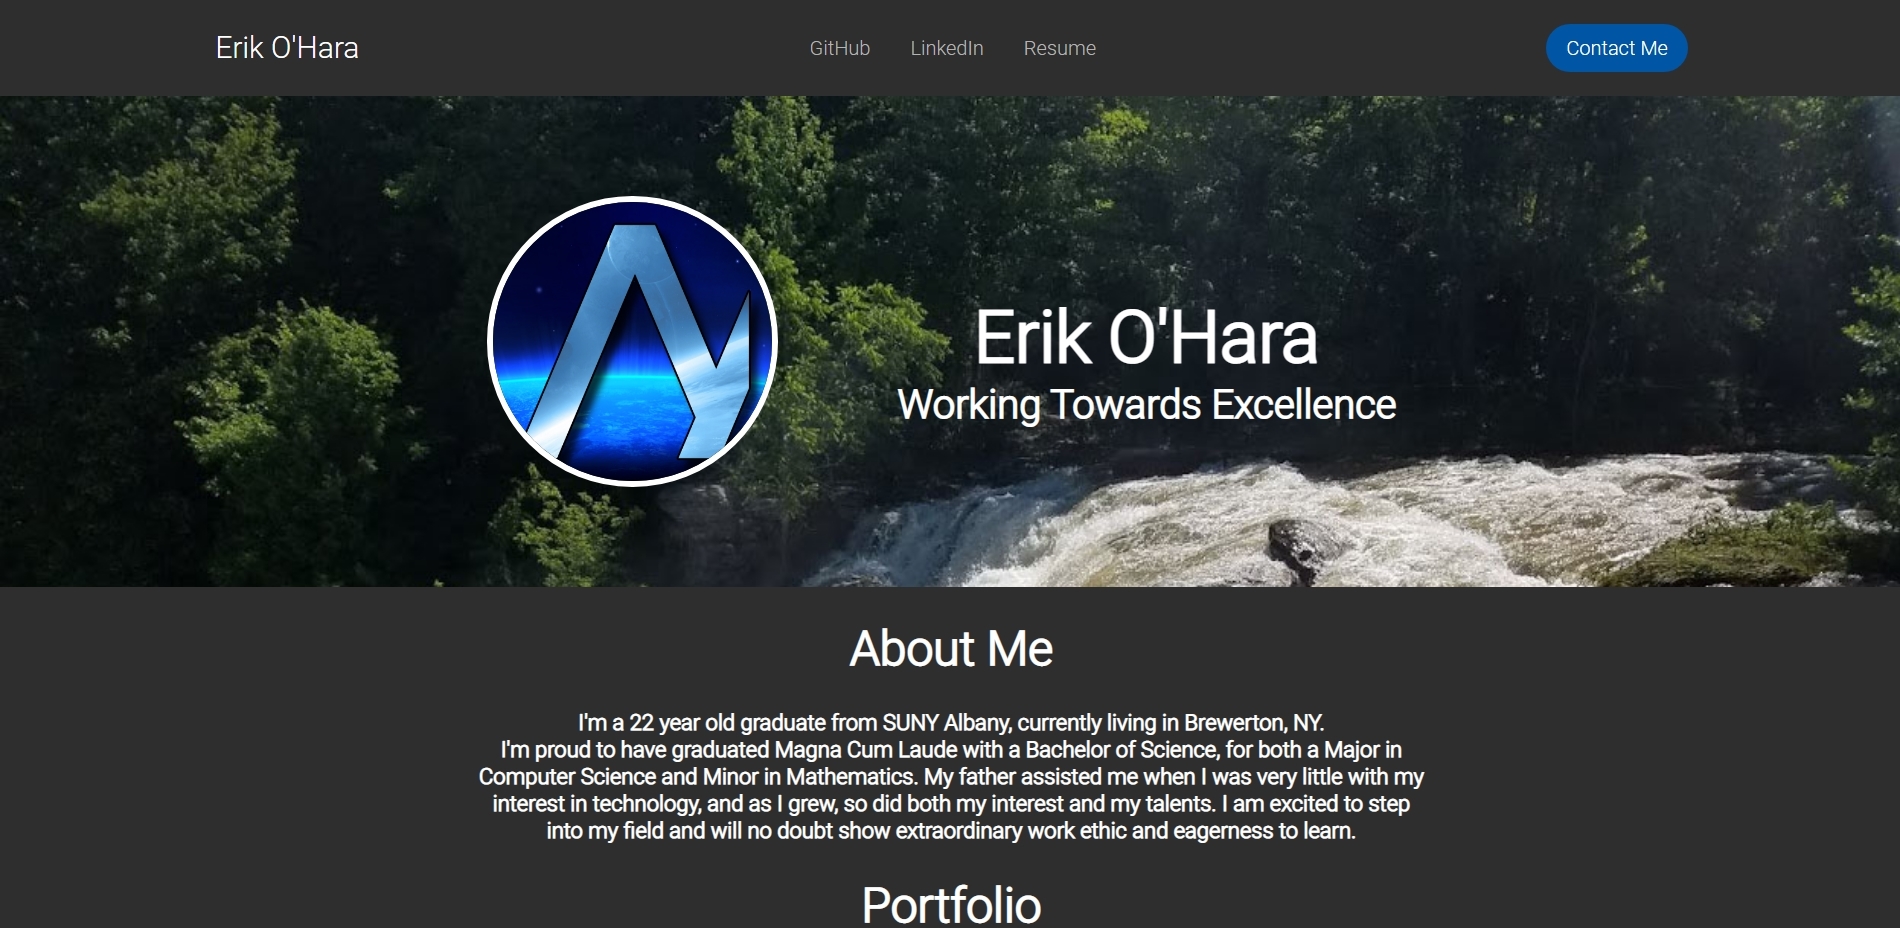 Erik O'Hara
GitHub LinkedIn Resume
Contact Me
Erik O'Hara
Working Towards Excellence
About Me
I'm a 22 year old graduate from SUNY Albany, currently living in Brewerton, NY.
I'm proud to have graduated Magna Cum Laude with a Bachelor of Science, for both a Major in
Computer Science and Minor in Mathematics. My father assisted me when I was very little with my
interest in technology, and as I grew, so did both my interest and my talents. I am excited to step
into my field and will no doubt show extraordinary work ethic and eagerness to learn.
Portfolio